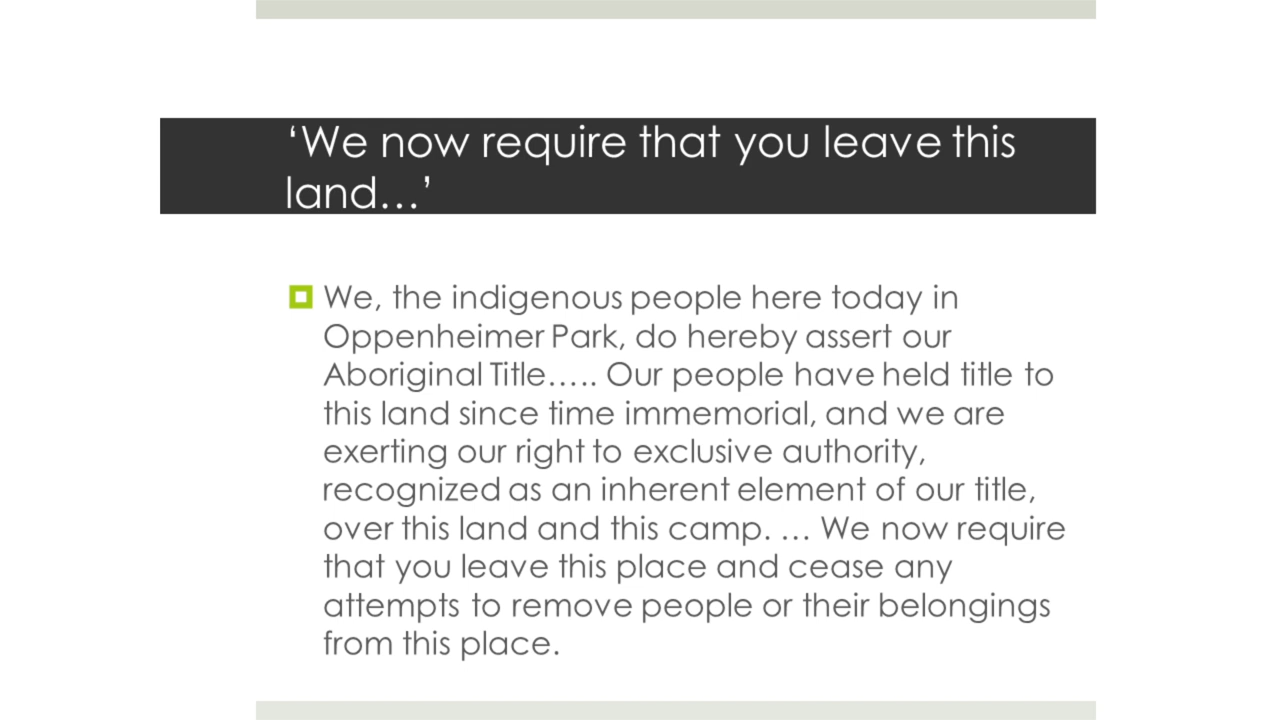 ‘We now require that you leave this
land…’
We, the indigenous people here today in
Oppenheimer Park, do hereby assert our
Aboriginal Title….. Our people have held title to
this land since time immemorial, and we are
exerting our right to exclusive authority,
recognized as an inherent element of our title,
over this land and this camp. … We now require
that you leave this place and cease any
attempts to remove people or their belongings
from this place.